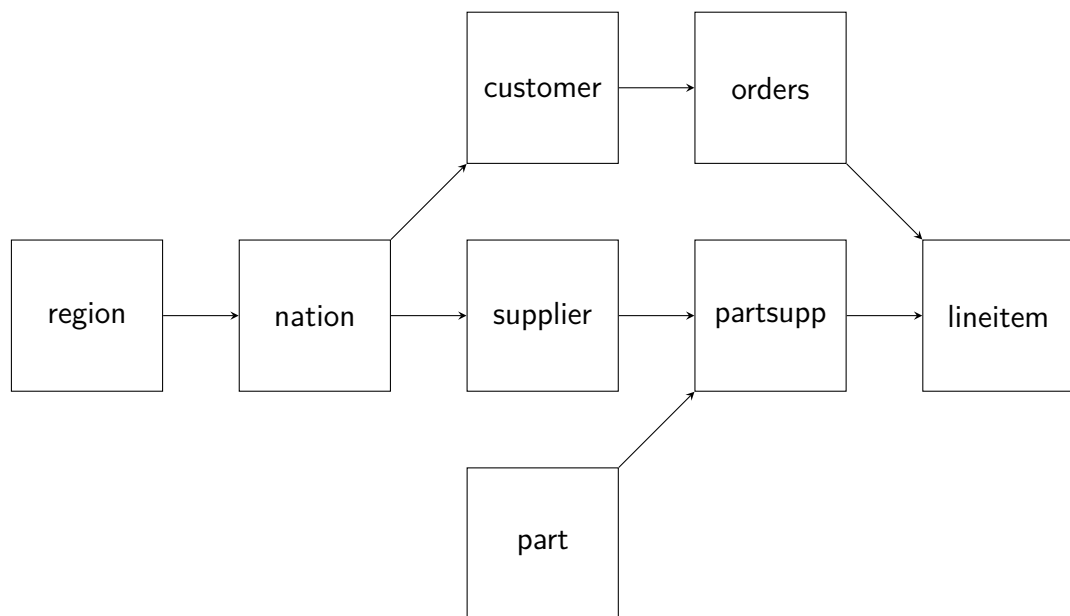 customer
orders
region
nation
supplier
partsupp
lineitem
part